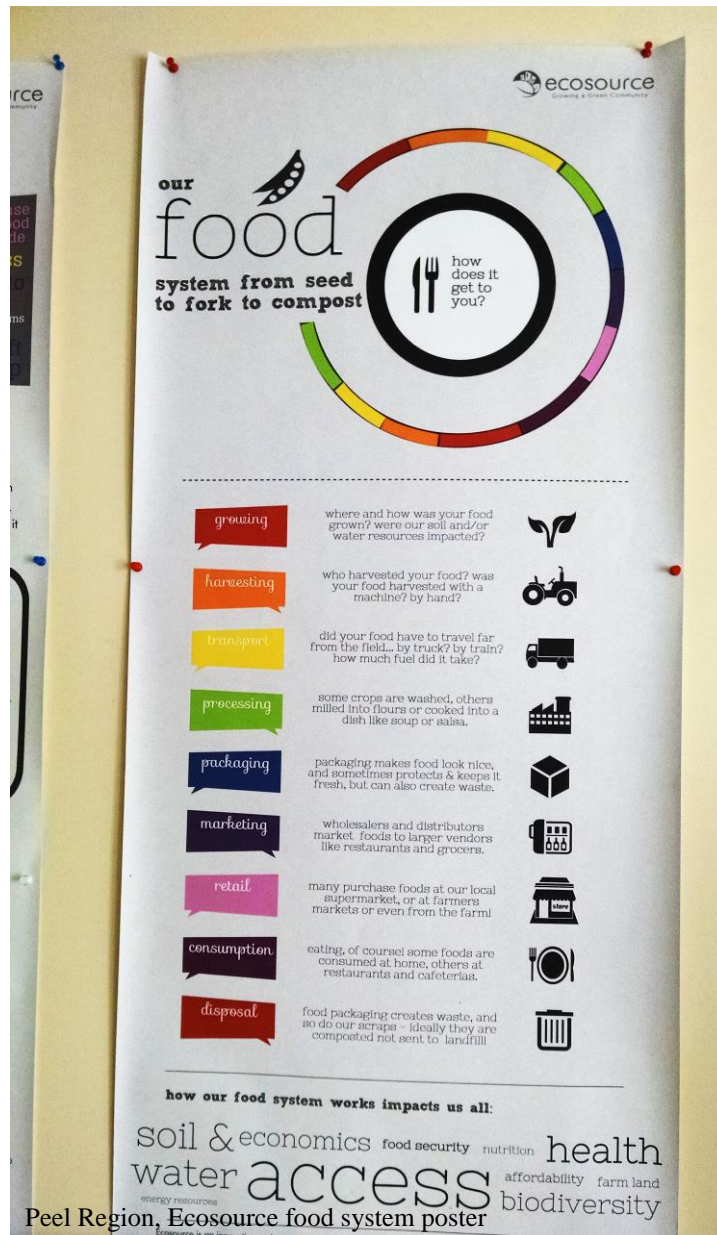 rce
ommunity.
ecosource
Growing a Green Community
our
food
system from seed
to fork to compost
how
does it
get to
you?
growing
where and how was your food
grown? were our soil and/or
water resources impacted?
harvesting
who harvested your food? was
your food harvested with a
machine? by hand?
transport
did your food have to travel far
from the field... by truck? by train?
how much fuel did it take?
processing
some crops are washed, others
milled into flours or cooked into a
dish like soup or salsa.
packaging
packaging makes food look nice,
and sometimes protects & keeps it
fresh, but can also create waste.
marketing
wholesalers and distributors
market foods to larger vendors
like restaurants and grocers.
retail
many purchase foods at our local
supermarket, or at farmers
markets or even from the farm!
store
consumption
eating, of course! some foods are
consumed at home, others at
restaurants and cafeterias.
disposal
food packaging creates waste, and
so do our scraps - ideally they are
composted not sent to landfill!
how our food system works impacts us all:
soil & economics food security nutrition health
water access affordability farm land
energy resources biodiversity
Peel Region, Ecosource food system poster